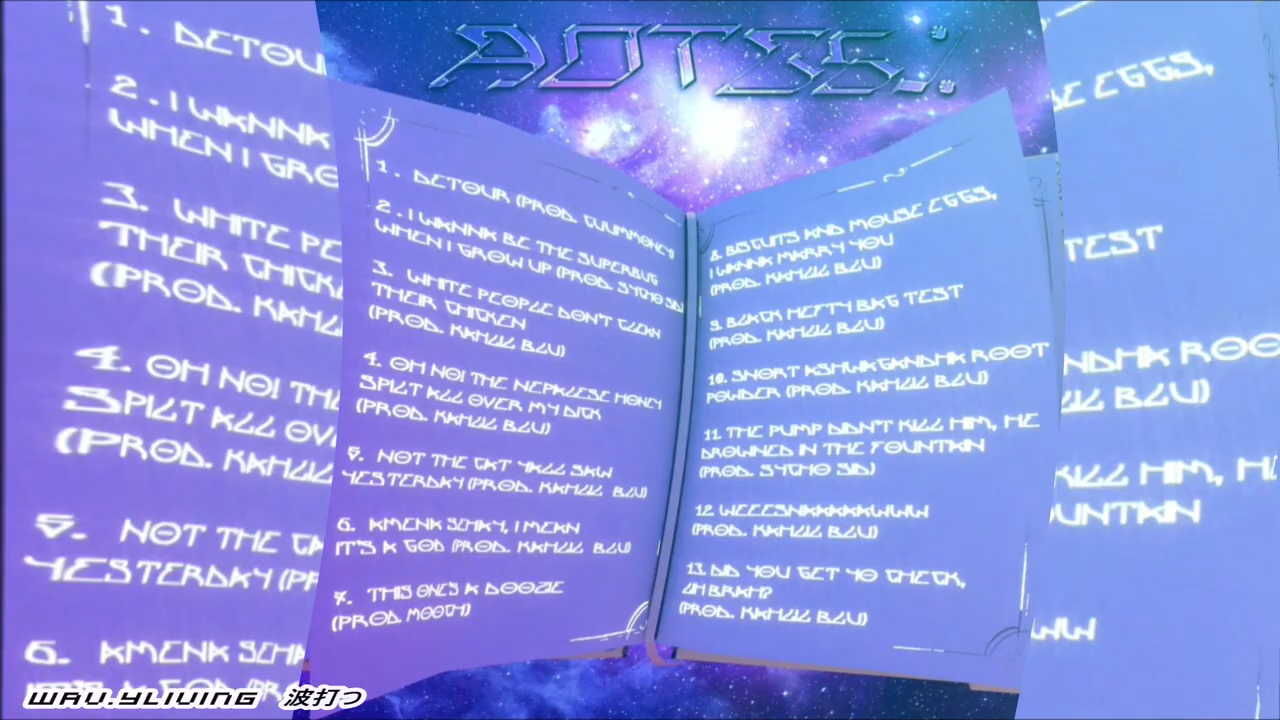 AOTSS!
1. DETOUR (PROD. CUMMONEY)
2. I WANNA BE THE SUPERBUG
WHEN I GROW UP (PROD. SYCHO SID)
3. WHITE PEOPLE DON'T CLEAN
THEIR CHICKEN
(PROD. KAHLIL BLU)
4. OH NO! THE NEPALESE HONEY
SPILT ALL OVER MY DICK
(PROD. KAHLIL BLU)
5. NOT THE CAT YALL SAW
YESTERDAY (PROD. KAHLIL BLU)
6. AMENA SHAY, I MEAN
IT'S A GOD (PROD. KAHLIL BLU)
7. THIS ONE'S A DOOZIE
(PROD. MOOCH)
8. BISCUITS AND MOUSE EGGS,
I WANNA MARRY YOU
(PROD. KAHLIL BLU)
9. BLACK HEFTY BAG TEST
(PROD. KAHLIL BLU)
10. SNORT ASHWAGANDHA ROOT
POWDER (PROD. KAHLIL BLU)
11. THE PUMP DIDN'T KILL HIM, HE
DROWNED IN THE FOUNTAIN
(PROD. SYCHO SID)
12. WEEESNAAAAAWWW
(PROD. KAHLIL BLU)
13. DID YOU GET YO CHECK,
UH BRAH?
(PROD. KAHLIL BLU)
WAV.YLIVING 波打つ